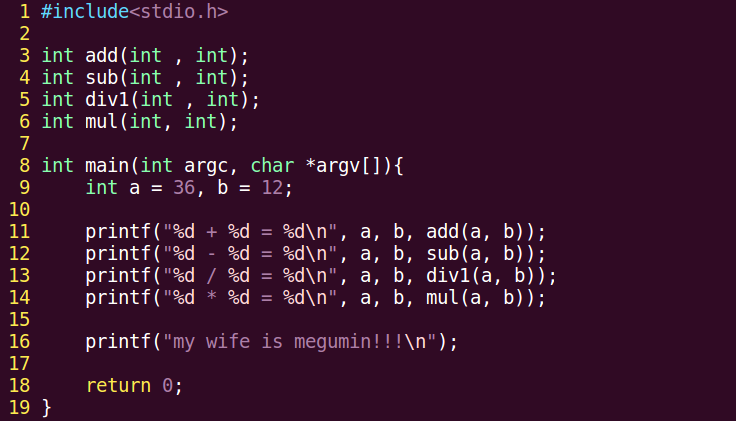 1 #include<stdio.h>
2
3 int add(int , int);
4 int sub(int , int);
5 int div1(int , int);
6 int mul(int, int);
7
8 int main(int argc, char *argv[]){
9     int a = 36, b = 12;
10
11     printf("%d + %d = %d\n", a, b, add(a, b));
12     printf("%d - %d = %d\n", a, b, sub(a, b));
13     printf("%d / %d = %d\n", a, b, div1(a, b));
14     printf("%d * %d = %d\n", a, b, mul(a, b));
15
16     printf("my wife is megumin!!!\n");
17
18     return 0;
19 }